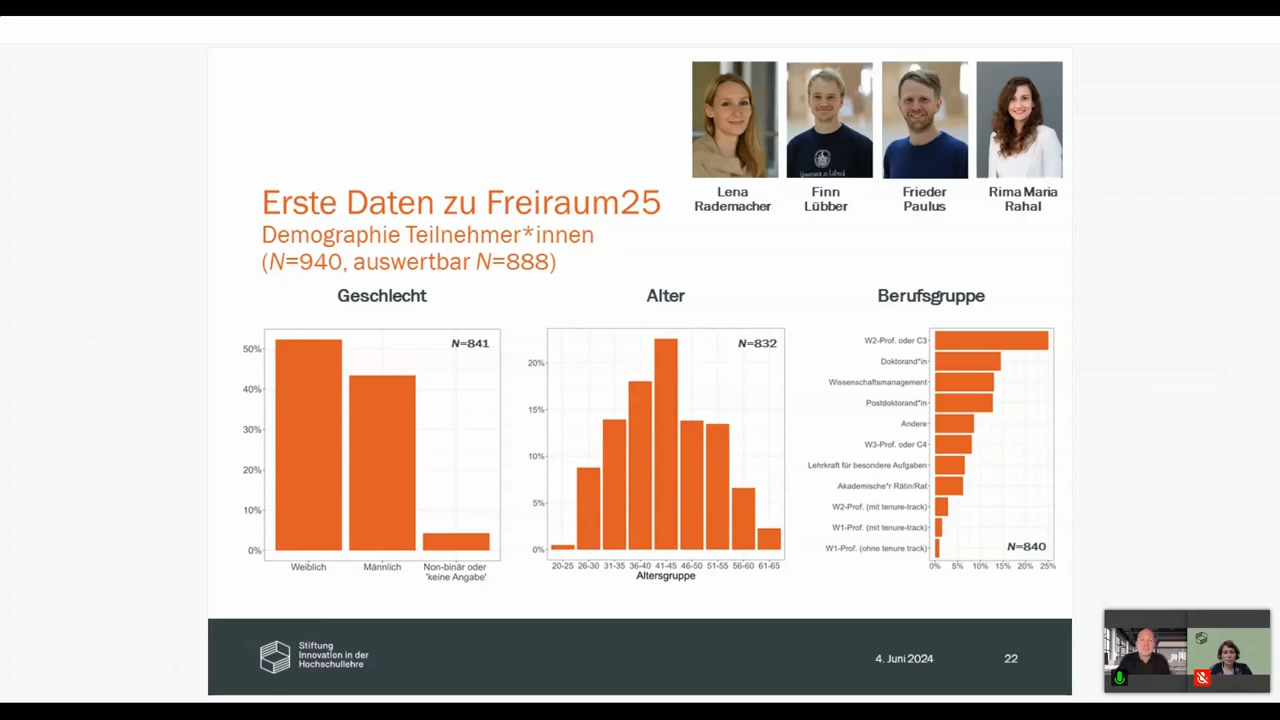 Lena
Rademacher
Finn
Lübber
Frieder
Paulus
Rima Maria
Rahal
Erste Daten zu Freiraum25
Demographie Teilnehmer*innen
(N=940, auswertbar N=888)
Geschlecht
N=841
50%
40%
30%
20%
10%
0%
Weiblich
Männlich
Non-binär oder
'keine Angabe'
Alter
N=832
20%
15%
10%
5%
0%
20-25 26-30 31-35 36-40 41-45 46-50 51-55 56-60 61-65
Altersgruppe
Berufsgruppe
W2-Prof. oder C3
Doktorand*in
Wissenschaftsmanagement
Postdoktorand*in
Andere
W3-Prof. oder C4
Lehrkraft für besondere Aufgaben
Akademische*r Rätin/Rat
W2-Prof. (mit tenure-track)
W1-Prof. (mit tenure-track)
W1-Prof. (ohne tenure track)
N=840
0% 5% 10% 15% 20% 25%
Stiftung
Innovation in der
Hochschullehre
4. Juni 2024
22